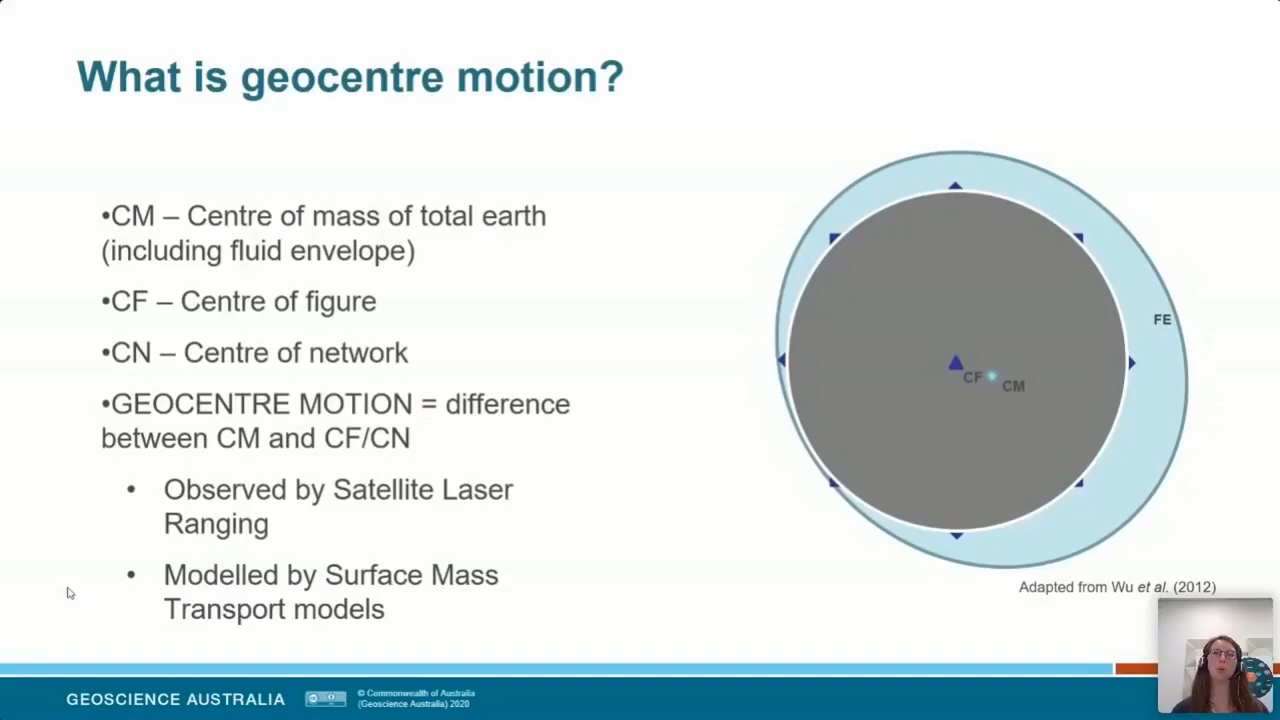 What is geocentre motion?
•CM – Centre of mass of total earth
(including fluid envelope)
•CF – Centre of figure
•CN – Centre of network
•GEOCENTRE MOTION = difference
between CM and CF/CN
• Observed by Satellite Laser
Ranging
• Modelled by Surface Mass
Transport models
FE
CF
CM
Adapted from Wu et al. (2012)
GEOSCIENCE AUSTRALIA
© Commonwealth of Australia
(Geoscience Australia) 2020